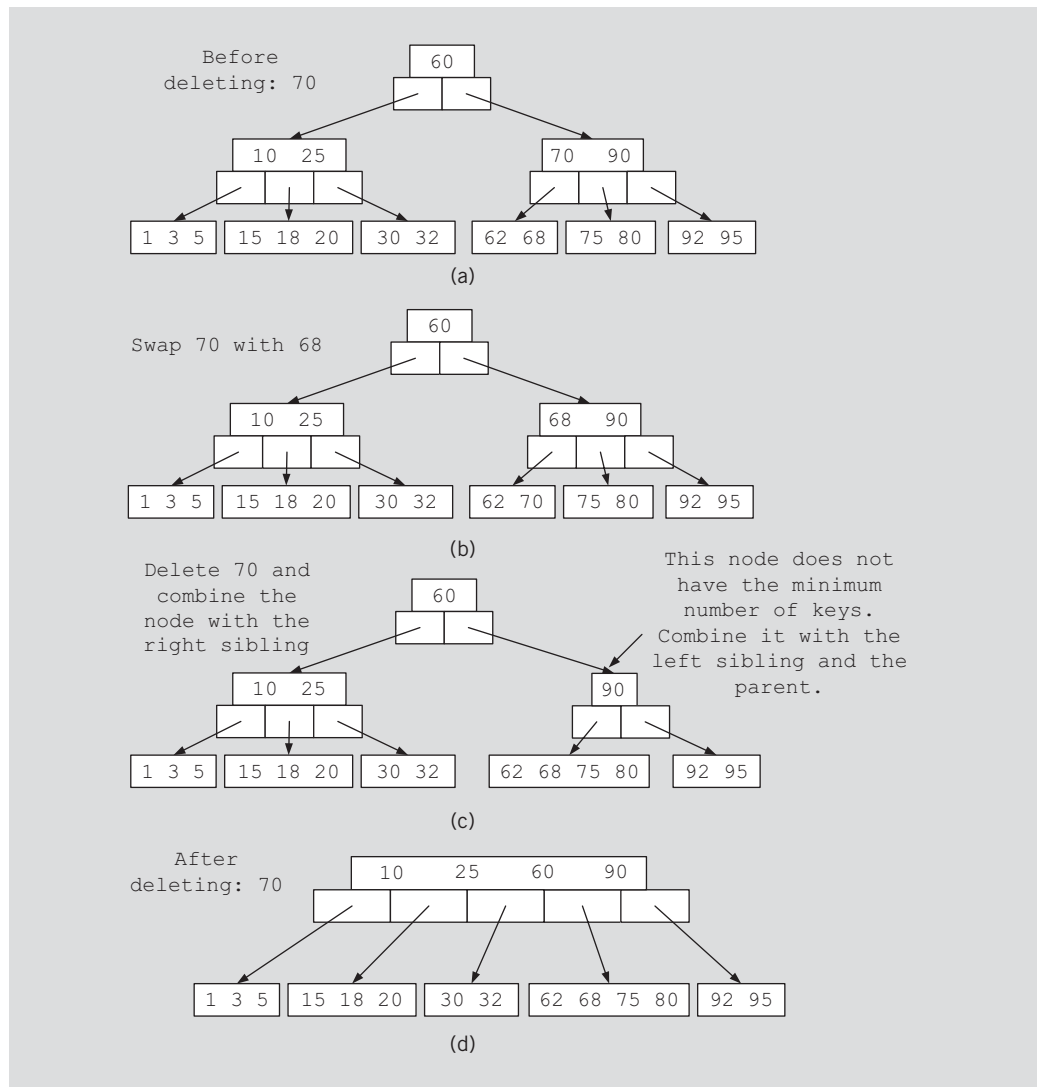 Before
deleting: 70
60
10 25
70 90
1 3 5
15 18 20
30 32
62 68
75 80
92 95
(a)
Swap 70 with 68
60
10 25
68 90
1 3 5
15 18 20
30 32
62 70
75 80
92 95
(b)
Delete 70 and
combine the
node with the
right sibling
60
This node does not
have the minimum
number of keys.
Combine it with the
left sibling and the
parent.
10 25
90
1 3 5
15 18 20
30 32
62 68 75 80
92 95
(c)
After
deleting: 70
10 25 60 90
1 3 5
15 18 20
30 32
62 68 75 80
92 95
(d)